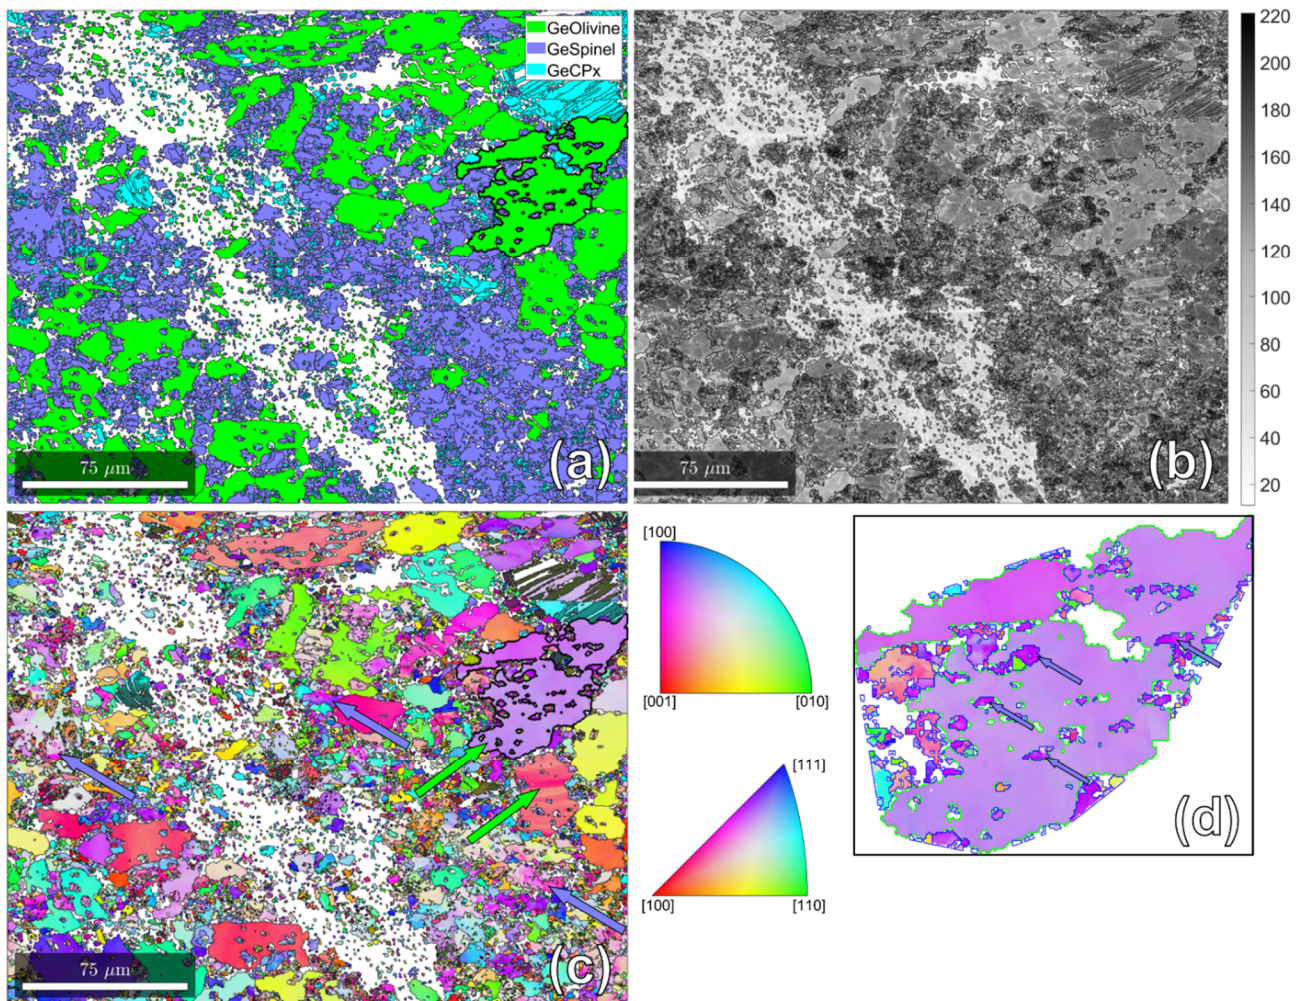 GeOlivine
GeSpinel
GeCPx
75 μm
(a)
75 μm
(b)
220
200
180
160
140
120
100
80
60
40
20
75 μm
(c)
[100]
[001]
[010]
[111]
[100]
[110]
(d)